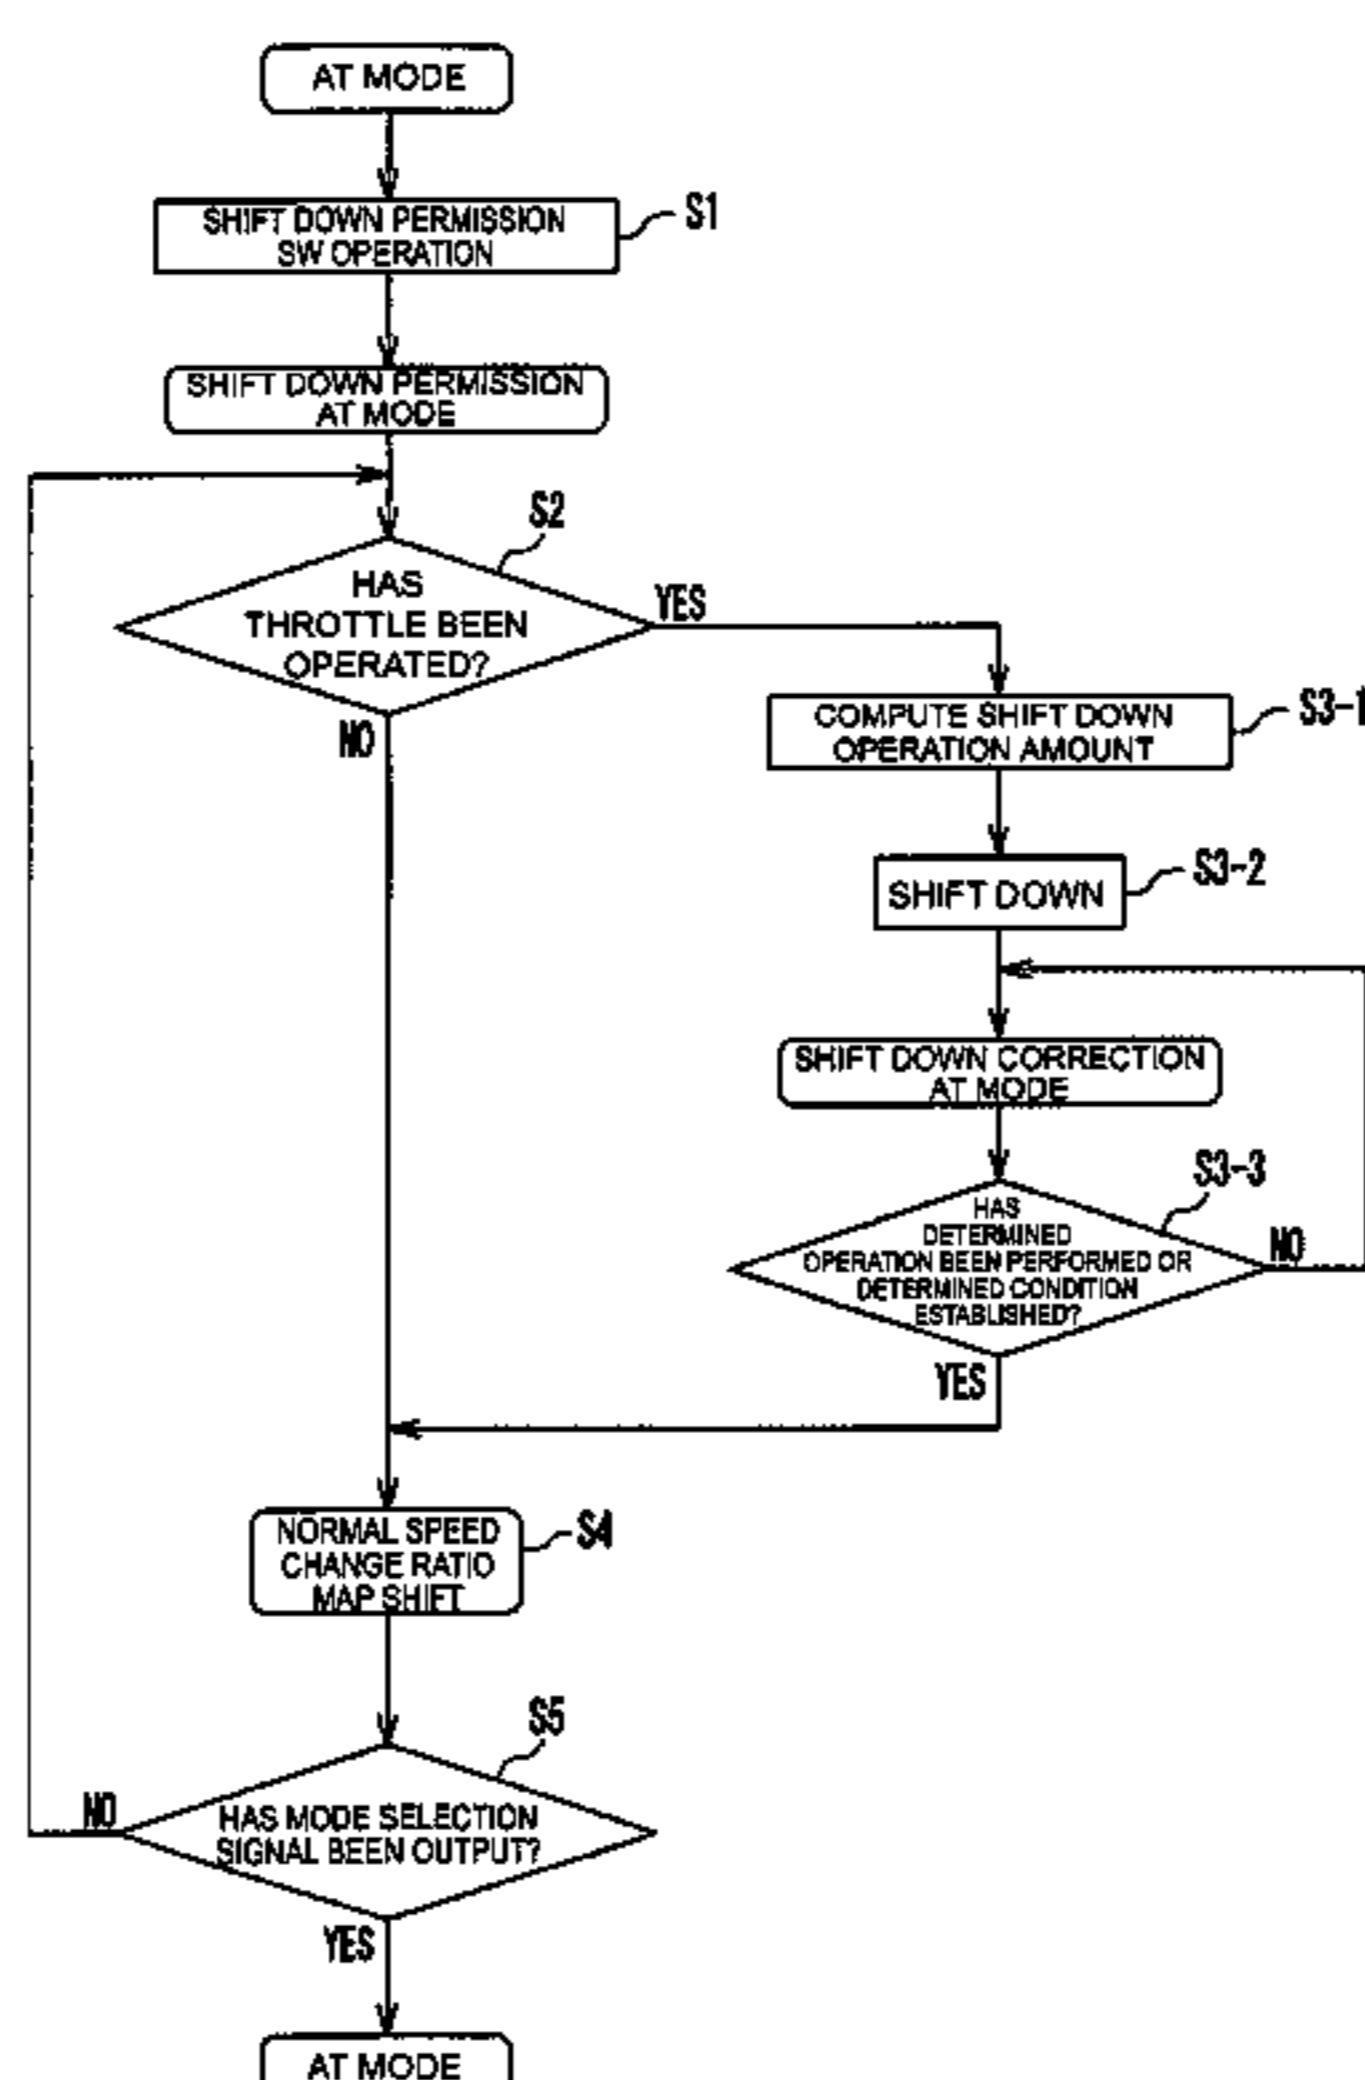 AT MODE
SHIFT DOWN PERMISSION
SW OPERATION
S1
SHIFT DOWN PERMISSION
AT MODE
S2
HAS
THROTTLE BEEN
OPERATED?
YES
NO
COMPUTE SHIFT DOWN
OPERATION AMOUNT
S3-1
SHIFT DOWN
S3-2
SHIFT DOWN CORRECTION
AT MODE
S3-3
HAS
DETERMINED
OPERATION BEEN PERFORMED OR
DETERMINED CONDITION
ESTABLISHED?
NO
YES
NORMAL SPEED
CHANGE RATIO
MAP SHIFT
S4
S5
HAS MODE SELECTION
SIGNAL BEEN OUTPUT?
NO
YES
AT MODE